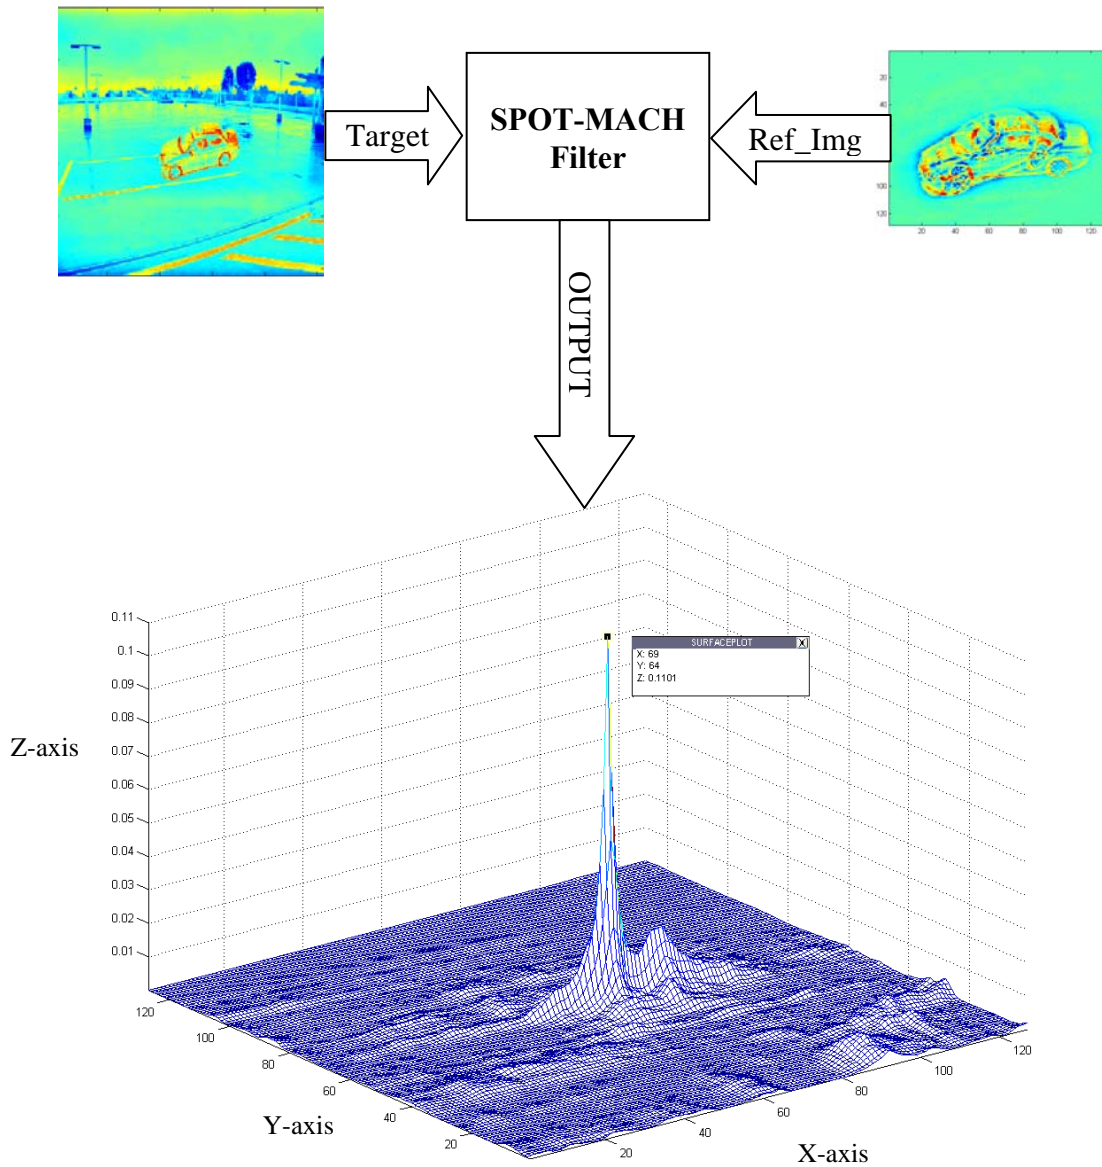 Target
SPOT-MACH
Filter
Ref_Img
20
40
60
80
100
120
20 40 60 80 100 120
OUTPUT
SURFACEPLOT X
X: 69
Y: 64
Z: 0.1101
0.11
0.1
0.09
0.08
0.07
0.06
0.05
0.04
0.03
0.02
0.01
Z-axis
120
100
80
60
40
20
Y-axis
20
40
60
80
100
120
X-axis